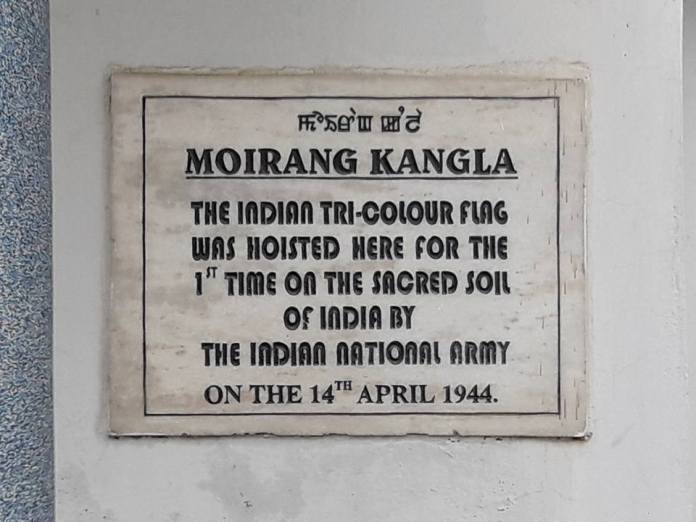 ꯃꯣꯢꯔꯥꯡ ꯀꯪꯂꯥ
MOIRANG KANGLA
THE INDIAN TRI-COLOUR FLAG
WAS HOISTED HERE FOR THE
1ST TIME ON THE SACRED SOIL
OF INDIA BY
THE INDIAN NATIONAL ARMY
ON THE 14TH APRIL 1944.